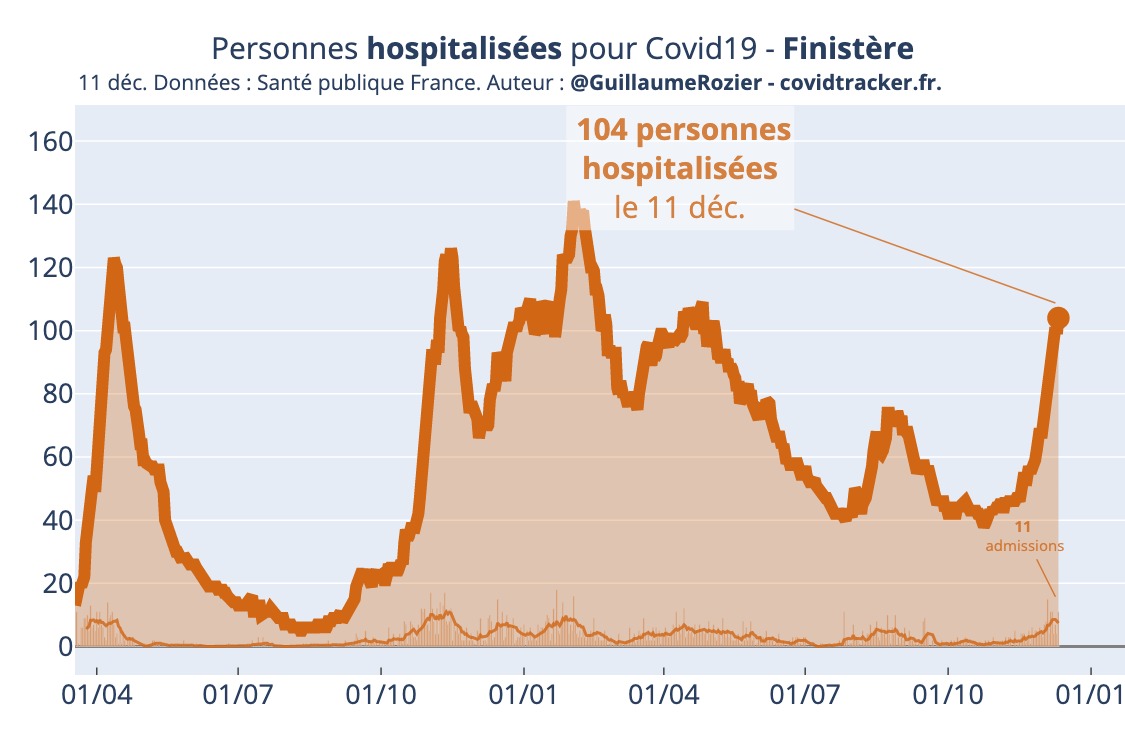 Personnes hospitalisées pour Covid19 - Finistère
11 déc. Données : Santé publique France. Auteur : @GuillaumeRozier - covidtracker.fr.
104 personnes
hospitalisées
le 11 déc.
160
140
120
100
80
60
40
20
0
11
admissions
01/04 01/07 01/10 01/01 01/04 01/07 01/10 01/01